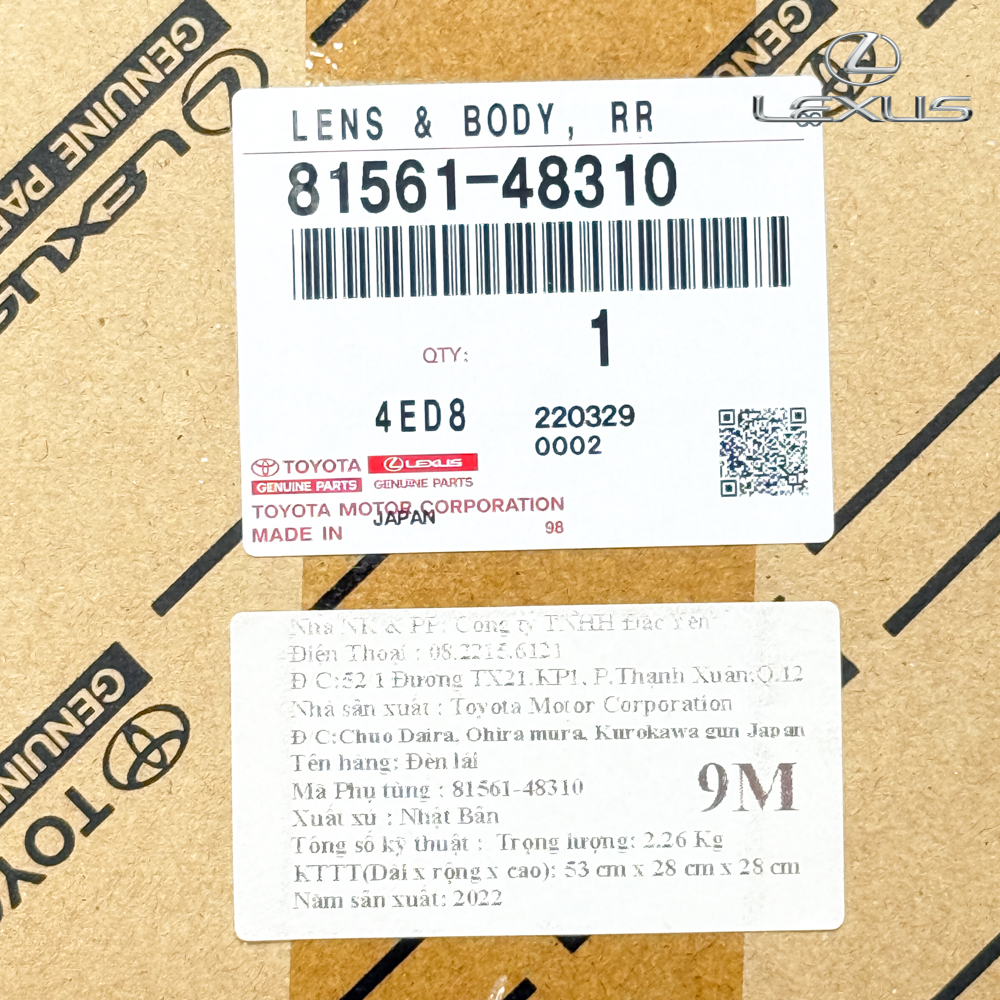 GENUINE PAR
LEXUS
GENUI
LEXUS
LENS & BODY, RR
81561-48310
QTY: 1
4ED8 220329
0002
TOYOTA LEXUS
GENUINE PARTS GENUINE PARTS
TOYOTA MOTOR CORPORATION
MADE IN JAPAN 98
Nhà NK & PP: Công ty TNHH Đắc Yên
Điện Thoại : 08.2215.6121
Đ C:52/1 Đường TX21.KP1, P.Thạnh Xuân.Q.12
Nhà sản xuất : Toyota Motor Corporation
Đ C:Chuo Daira, Ohira mura, Kurokawa gun Japan
Tên hàng: Đèn lái
Mã Phụ tùng : 81561-48310
9M
Xuất xứ : Nhật Bản
Tổng số kỹ thuật : Trọng lượng: 2.26 Kg
KTTT(Dài x rộng x cao): 53 cm x 28 cm x 28 cm
Năm sản xuất: 2022
GENUINE
TOYO